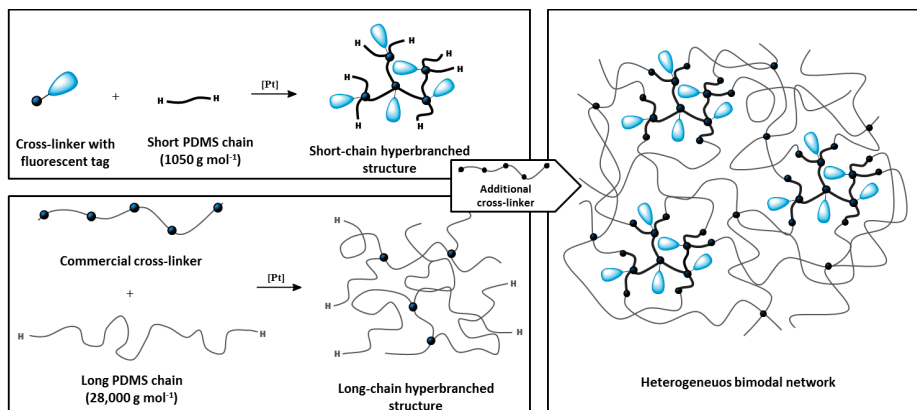 H
H
H
H
H
H
H
H
+
[Pt]
Cross-linker with
fluorescent tag
Short PDMS chain
(1050 g mol-1)
Short-chain hyperbranched
structure
Additional
cross-linker
Commercial cross-linker
+
[Pt]
H
H
H
H
H
H
H
Long PDMS chain
(28,000 g mol-1)
Long-chain hyperbranched
structure
Heterogeneuos bimodal network